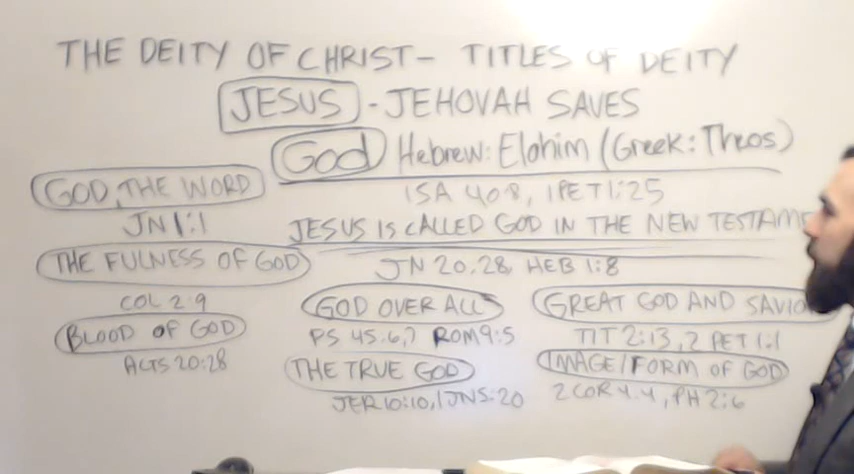 THE DEITY OF CHRIST- TITLES OF DEITY
JESUS - JEHOVAH SAVES
God Hebrew: Elohim (Greek: Theos)
GOD, THE WORD
ISA 40:8, 1 PET 1:25
JN 1:1
JESUS IS CALLED GOD IN THE NEW TESTAME
THE FULNESS OF GOD
JN 20:28, HEB 1:8
COL 2:9
GOD OVER ALL
GREAT GOD AND SAVIO
BLOOD OF GOD
PS 45:6,7 ROM 9:5
TIT 2:13, 2 PET 1:1
ACTS 20:28
THE TRUE GOD
IMAGE/FORM OF GOD
JER 10:10, 1 JN 5:20
2 COR 4:4, PH 2:6